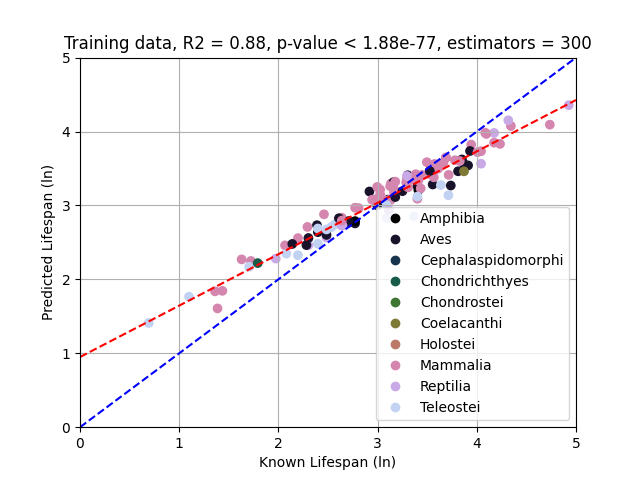 Training data, R2 = 0.88, p-value < 1.88e-77, estimators = 300
5
4
3
2
1
0
Predicted Lifespan (ln)
Amphibia
Aves
Cephalaspidomorphi
Chondrichthyes
Chondrostei
Coelacanthi
Holostei
Mammalia
Reptilia
Teleostei
0 1 2 3 4 5
Known Lifespan (ln)